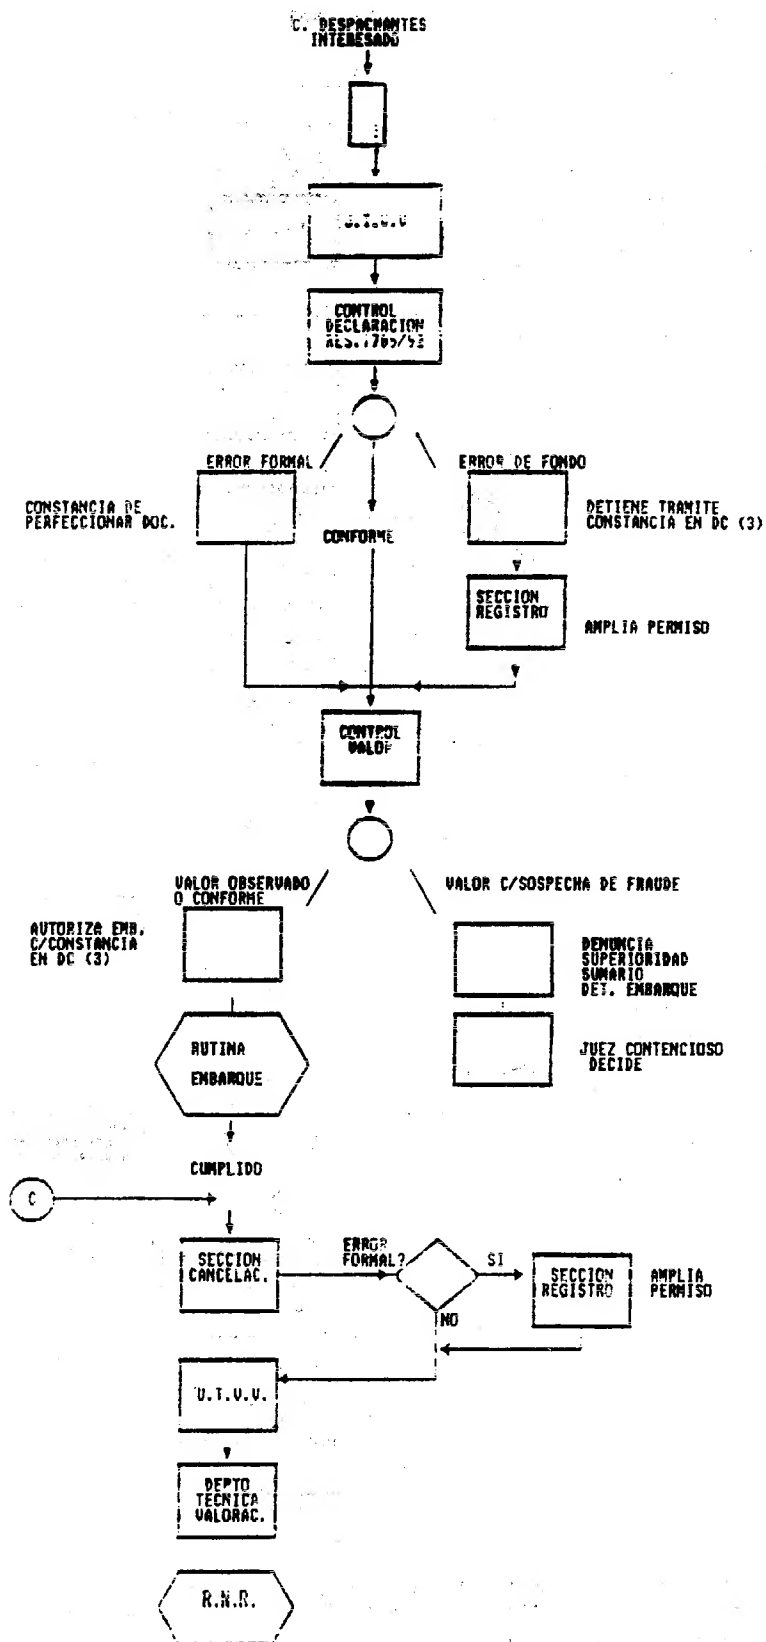 C. DESPACHANTES
INTERESADO
U.T.V.V
CONTROL
DECLARACION
RES.1765/93
ERROR FORMAL
ERROR DE FONDO
CONSTANCIA DE
PERFECCIONAR DOC.
CONFORME
DETIENE TRAMITE
CONSTANCIA EN DC (3)
SECCION
REGISTRO
AMPLIA PERMISO
CONTROL
VALOR
VALOR OBSERVADO
O CONFORME
VALOR C/SOSPECHA DE FRAUDE
AUTORIZA EMB.
C/CONSTANCIA
EN DC (3)
DENUNCIA
SUPERIORIDAD
SUMARIO
DET. EMBARQUE
RUTINA
EMBARQUE
JUEZ CONTENCIOSO
DECIDE
CUMPLIDO
C
SECCION
CANCELAC.
ERROR
FORMAL?
SI
SECCION
REGISTRO
AMPLIA
PERMISO
NO
U.T.V.V.
DEPTO
TECNICA
VALORAC.
R.N.R.